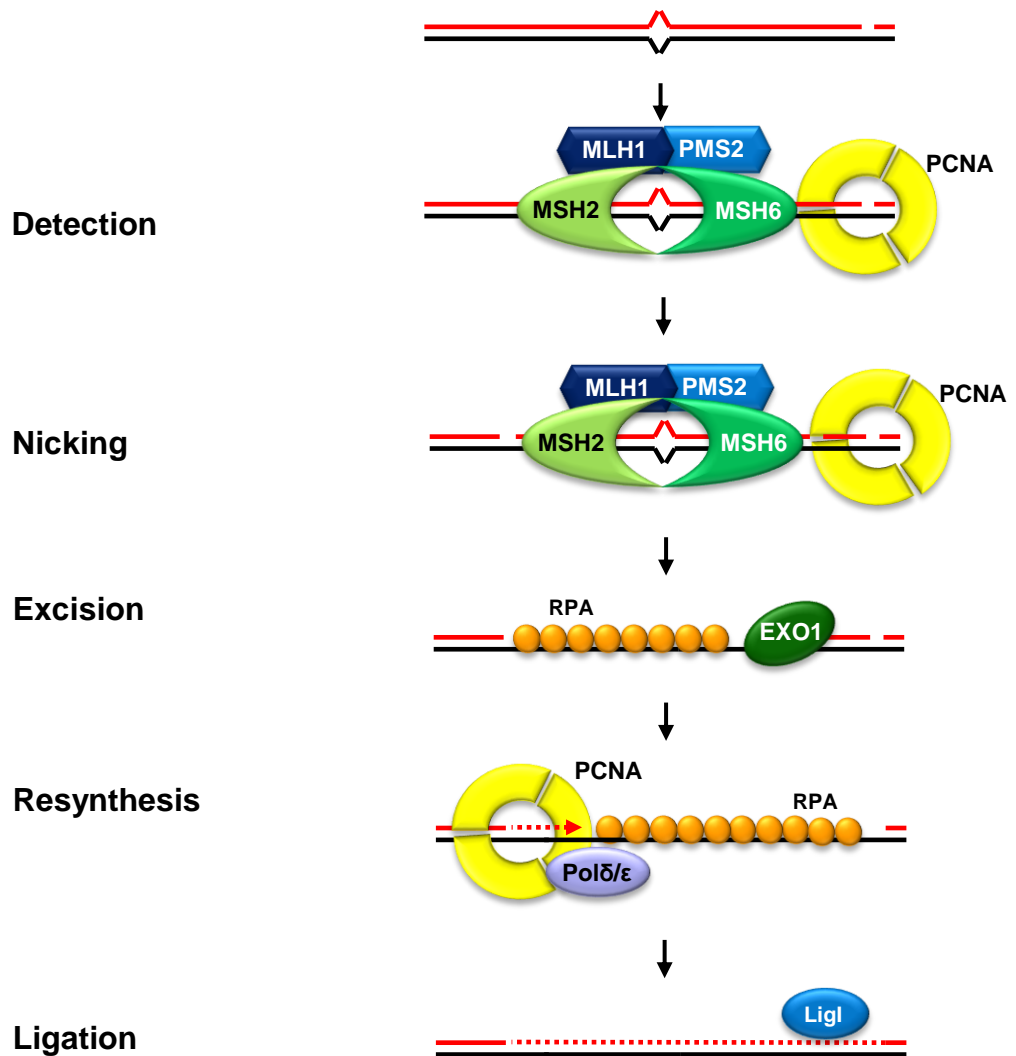 MLH1 PMS2
PCNA
Detection
MSH2 MSH6
MLH1 PMS2
PCNA
Nicking
MSH2 MSH6
Excision
RPA
EXO1
PCNA
Resynthesis
RPA
Polδ/ε
LigI
Ligation